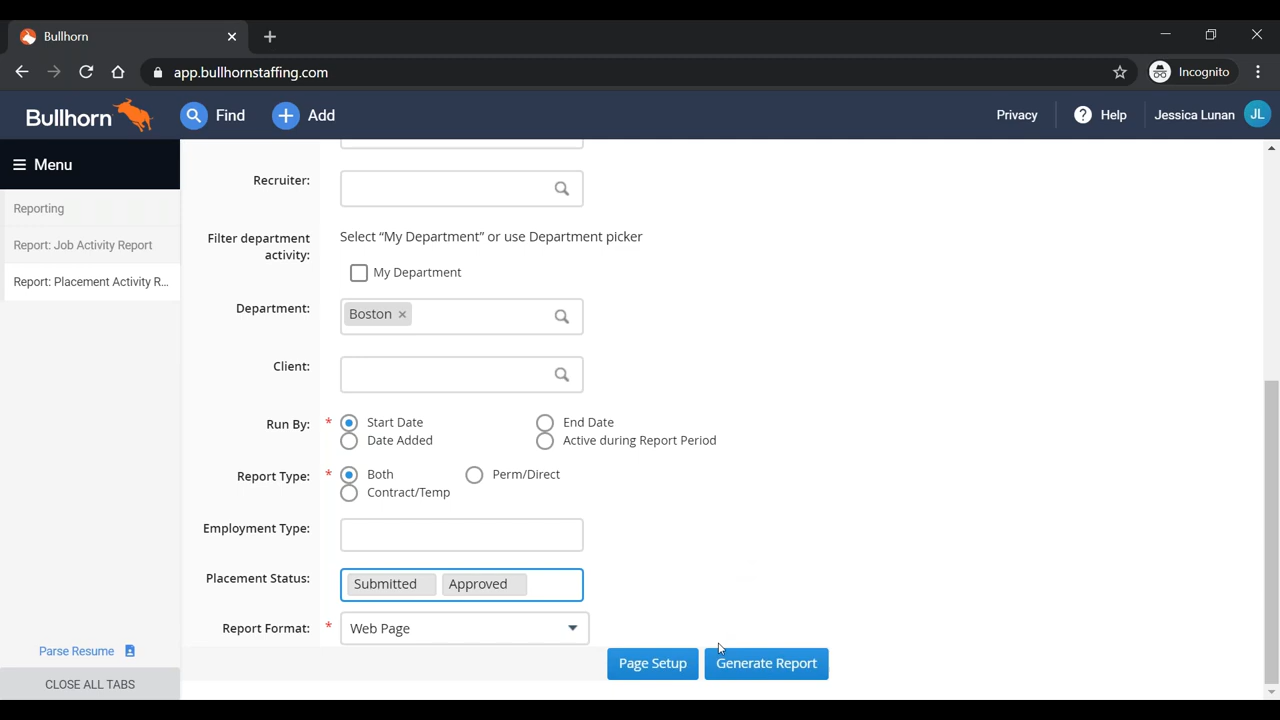 Bullhorn
app.bullhornstaffing.com
Incognito
Bullhorn
Find
Add
Privacy
Help
Jessica Lunan
JL
Menu
Reporting
Report: Job Activity Report
Report: Placement Activity R...
Recruiter:
Filter department activity:
Select “My Department” or use Department picker
My Department
Department:
Boston
Client:
Run By: *
Start Date
End Date
Date Added
Active during Report Period
Report Type: *
Both
Perm/Direct
Contract/Temp
Employment Type:
Placement Status:
Submitted
Approved
Report Format: *
Web Page
Parse Resume
Page Setup
Generate Report
CLOSE ALL TABS